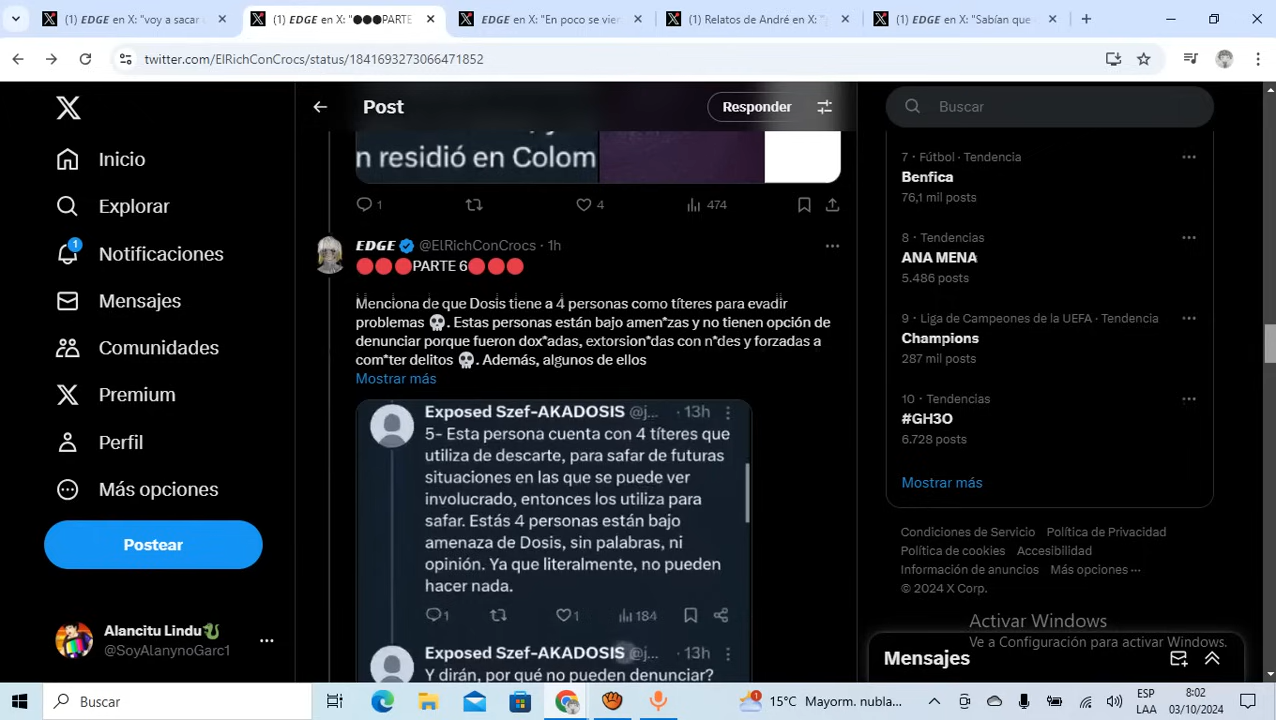 (1) EDGE en X: "voy a sacar
(1) EDGE en X: "🔴🔴🔴PARTE
EDGE en X: "En poco se vien
(1) Relatos de André en X: "
(1) EDGE en X: "Sabían que
twitter.com/ElRichConCrocs/status/1841693273066471852
Inicio
Explorar
1
Notificaciones
Mensajes
Comunidades
Premium
Perfil
Más opciones
Postear
Alancitu Lindu🐉
@SoyAlanynoGarc1
Post
Responder
n residió en Colom
1
4
474
EDGE @ElRichConCrocs · 1h
🔴🔴🔴PARTE 6🔴🔴🔴
Menciona de que Dosis tiene a 4 personas como títeres para evadir
problemas 💀. Estas personas están bajo amen*zas y no tienen opción de
denunciar porque fueron dox*adas, extorsion*das con n*des y forzadas a
com*ter delitos 💀. Además, algunos de ellos
Mostrar más
Exposed Szef-AKADOSIS @j... · 13h
5- Esta persona cuenta con 4 títeres que
utiliza de descarte, para safar de futuras
situaciones en las que se puede ver
involucrado, entonces los utiliza para
safar. Estás 4 personas están bajo
amenaza de Dosis, sin palabras, ni
opinión. Ya que literalmente, no pueden
hacer nada.
1
1
184
Exposed Szef-AKADOSIS @j... · 13h
Y dirán, por qué no pueden denunciar?
Buscar
7 · Fútbol · Tendencia
Benfica
76,1 mil posts
8 · Tendencias
ANA MENA
5.486 posts
9 · Liga de Campeones de la UEFA · Tendencia
Champions
287 mil posts
10 · Tendencias
#GH3O
6.728 posts
Mostrar más
Condiciones de Servicio Política de Privacidad
Política de cookies Accesibilidad
Información de anuncios Más opciones ···
© 2024 X Corp.
Activar Windows
Ve a Configuración para activar Windows.
Mensajes
Buscar
1
15°C Mayorm. nubla...
ESP
LAA
8:02
03/10/2024